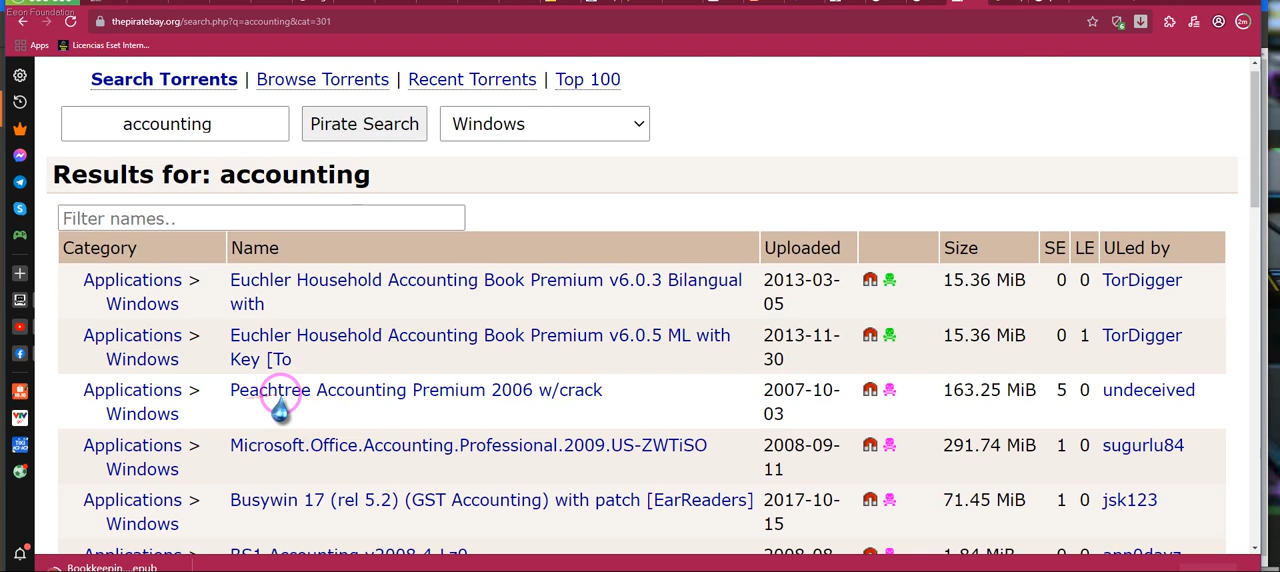 Eeon Foundation
thepiratebay.org/search.php?q=accounting&cat=301
2m
Apps Licencias Eset Intern...
Search Torrents | Browse Torrents | Recent Torrents | Top 100
accounting Pirate Search Windows
Results for: accounting
Filter names..
Category Name Uploaded Size SE LE ULed by
Applications > Euchler Household Accounting Book Premium v6.0.3 Bilangual 2013-03- 15.36 MiB 0 0 TorDigger
Windows with 05
Applications > Euchler Household Accounting Book Premium v6.0.5 ML with 2013-11- 15.36 MiB 0 1 TorDigger
Windows Key [To 30
Applications > Peachtree Accounting Premium 2006 w/crack 2007-10- 163.25 MiB 5 0 undeceived
Windows 03
Applications > Microsoft.Office.Accounting.Professional.2009.US-ZWTiSO 2008-09- 291.74 MiB 1 0 sugurlu84
Windows 11
Applications > Busywin 17 (rel 5.2) (GST Accounting) with patch [EarReaders] 2017-10- 71.45 MiB 1 0 jsk123
Windows 15
Bookkeepin....epub